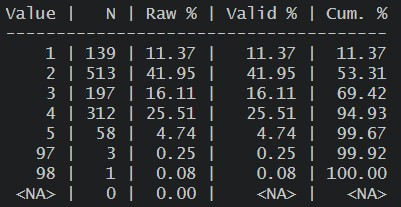 Value |   N | Raw % | Valid % | Cum. %
----------------------------------------
    1 | 139 | 11.37 |   11.37 |  11.37
    2 | 513 | 41.95 |   41.95 |  53.31
    3 | 197 | 16.11 |   16.11 |  69.42
    4 | 312 | 25.51 |   25.51 |  94.93
    5 |  58 |  4.74 |    4.74 |  99.67
   97 |   3 |  0.25 |    0.25 |  99.92
   98 |   1 |  0.08 |    0.08 | 100.00
 <NA> |   0 |  0.00 |    <NA> |   <NA>